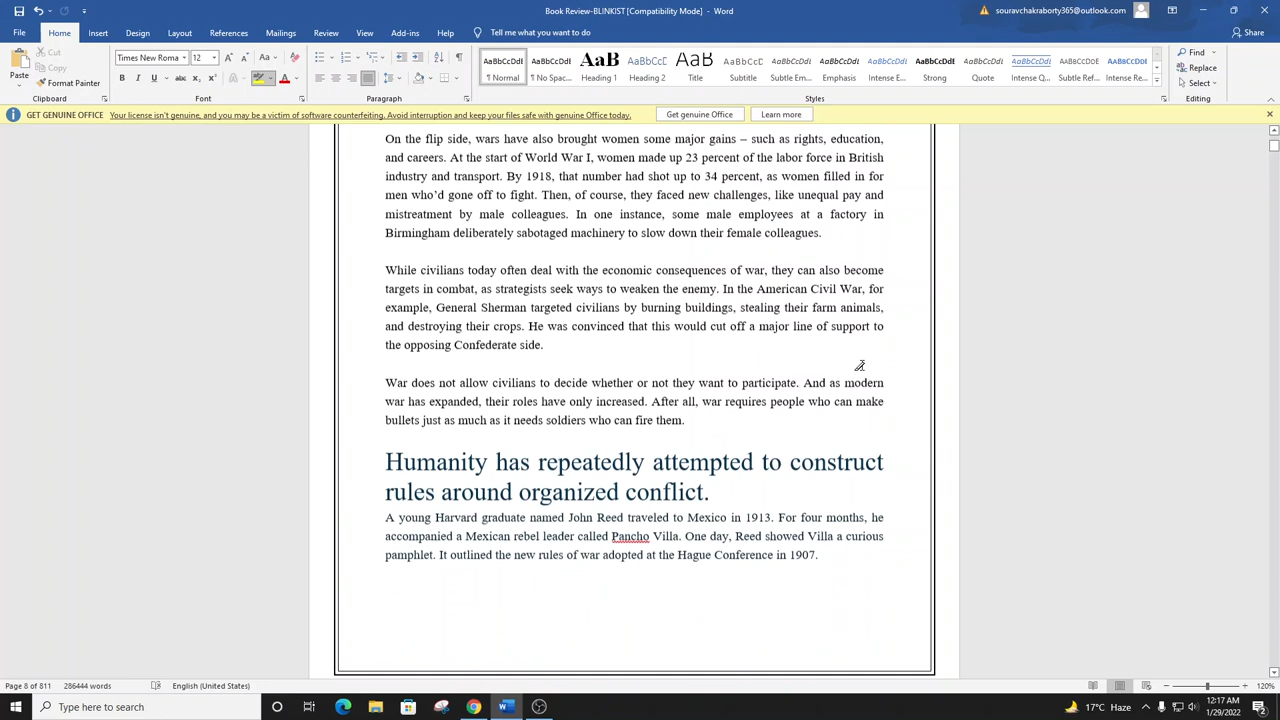 Book Review-BLINKIST [Compatibility Mode] - Word
souravchakraborty365@outlook.com
File Home Insert Draw Design Layout References Mailings Review View Add-ins Help Tell me what you want to do Share
Paste
Cut
Copy
Format Painter
Clipboard
Times New Roma 12
Font
Paragraph
AaBbCcDdE AaBbCcDdE AaB AaBbCcC AaB AaBbCcD AaBbCcDdE AaBbCcDdE AaBbCcDdE AaBbCcDdE AaBbCcDdE AaBbCcDdE AABBCCDDE AABBCCDDE
¶ Normal ¶ No Spac... Heading 1 Heading 2 Title Subtitle Subtle Em... Emphasis Intense E... Strong Quote Intense Q... Subtle Ref... Intense Re...
Styles
Find
Replace
Select
Editing
GET GENUINE OFFICE Your license isn't genuine, and you may be a victim of software counterfeiting. Avoid interruption and keep your files safe with genuine Office today. Get genuine Office Learn more
On the flip side, wars have also brought women some major gains – such as rights, education,
and careers. At the start of World War I, women made up 23 percent of the labor force in British
industry and transport. By 1918, that number had shot up to 34 percent, as women filled in for
men who'd gone off to fight. Then, of course, they faced new challenges, like unequal pay and
mistreatment by male colleagues. In one instance, some male employees at a factory in
Birmingham deliberately sabotaged machinery to slow down their female colleagues.
While civilians today often deal with the economic consequences of war, they can also become
targets in combat, as strategists seek ways to weaken the enemy. In the American Civil War, for
example, General Sherman targeted civilians by burning buildings, stealing their farm animals,
and destroying their crops. He was convinced that this would cut off a major line of support to
the opposing Confederate side.
War does not allow civilians to decide whether or not they want to participate. And as modern
war has expanded, their roles have only increased. After all, war requires people who can make
bullets just as much as it needs soldiers who can fire them.
Humanity has repeatedly attempted to construct
rules around organized conflict.
A young Harvard graduate named John Reed traveled to Mexico in 1913. For four months, he
accompanied a Mexican rebel leader called Pancho Villa. One day, Reed showed Villa a curious
pamphlet. It outlined the new rules of war adopted at the Hague Conference in 1907.
Page 8 of 811 286444 words English (United States) 120%
Type here to search
17°C Haze
12:17 AM
1/29/2022